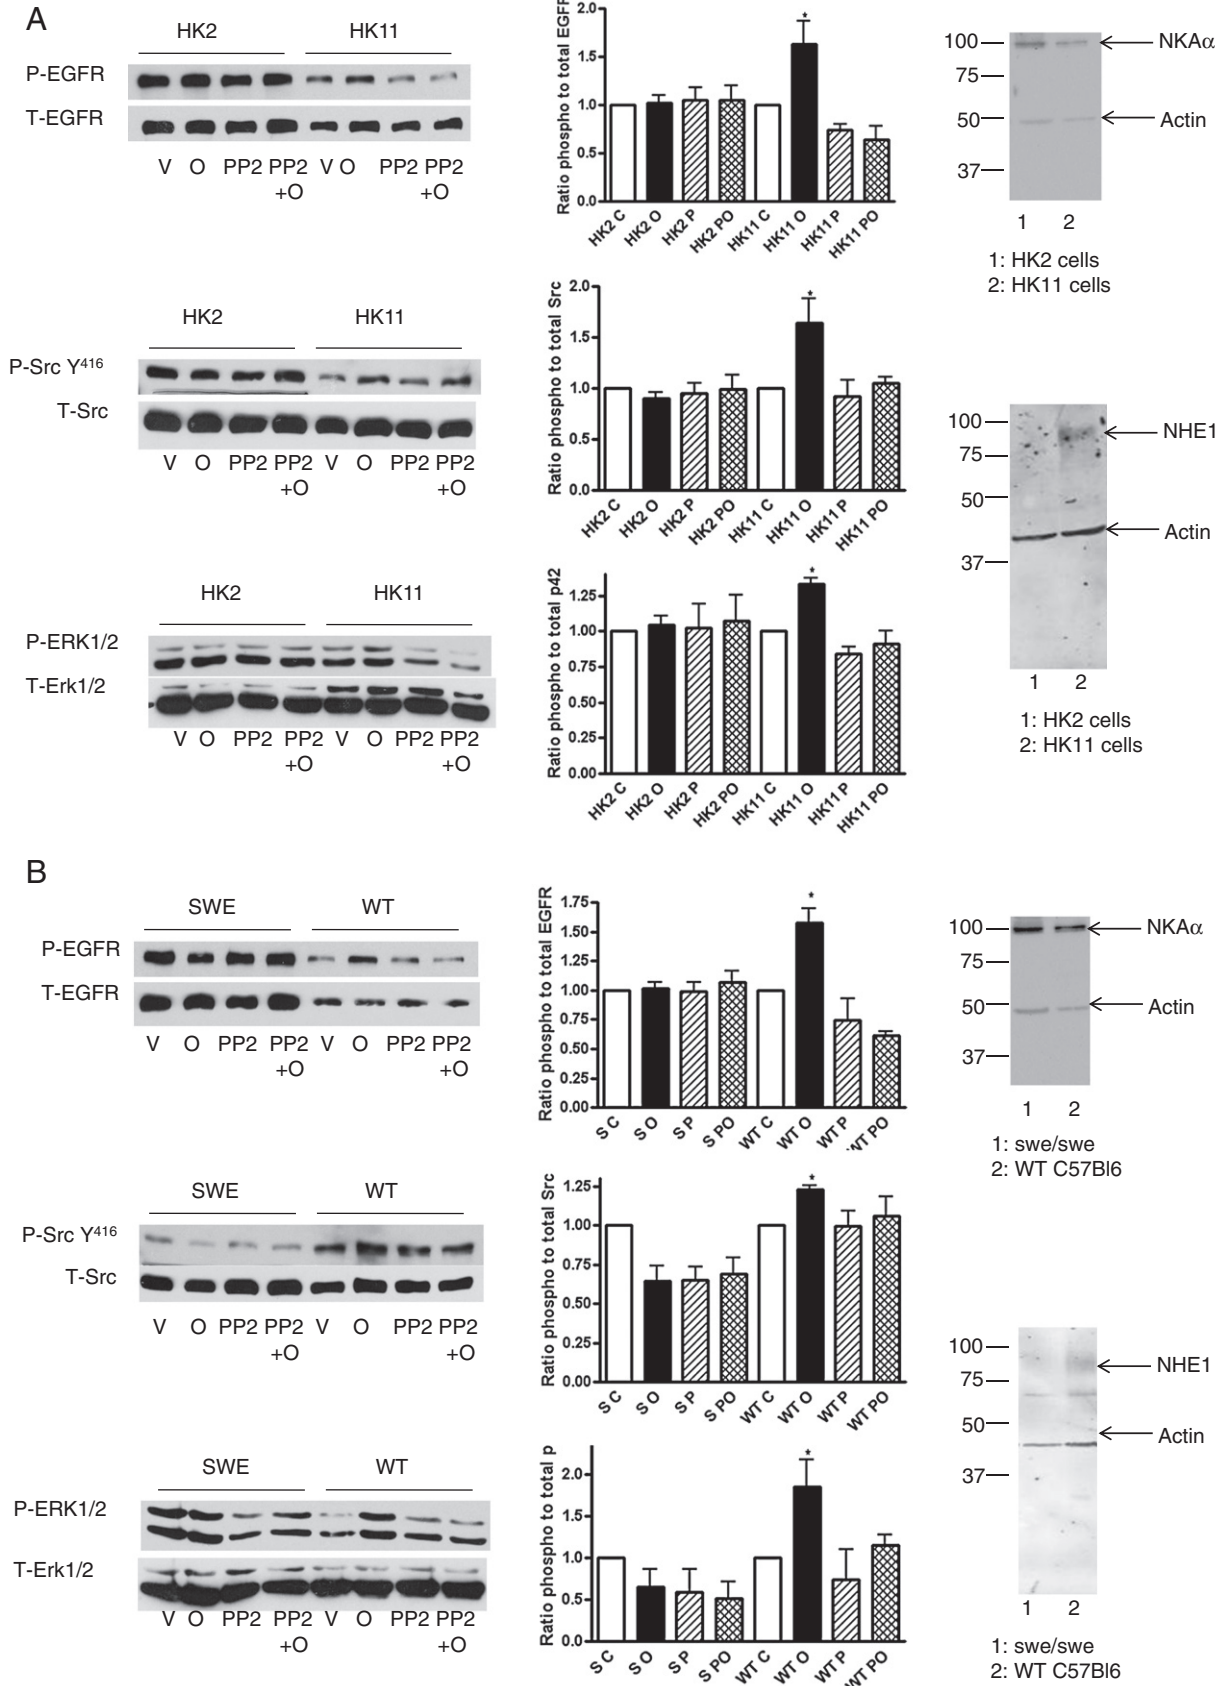 A
HK2 HK11
P-EGFR
T-EGFR
V O PP2 PP2 V O PP2 PP2
+O +O
Ratio phospho to total EGFR
2.0
1.5
1.0
0.5
0.0
*
HK2 C HK2 O HK2 P HK2 PO HK11 C HK11 O HK11 P HK11 PO
100
75
50
37
NKAα
Actin
1 2
1: HK2 cells
2: HK11 cells
HK2 HK11
P-Src Y416
T-Src
V O PP2 PP2 V O PP2 PP2
+O +O
Ratio phospho to total Src
2.0
1.5
1.0
0.5
0.0
*
HK2 C HK2 O HK2 P HK2 PO HK11 C HK11 O HK11 P HK11 PO
100
75
50
37
NHE1
Actin
1 2
1: HK2 cells
2: HK11 cells
HK2 HK11
P-ERK1/2
T-Erk1/2
V O PP2 PP2 V O PP2 PP2
+O +O
Ratio phospho to total p42
1.25
1.00
0.75
0.50
0.25
0.00
*
HK2 C HK2 O HK2 P HK2 PO HK11 C HK11 O HK11 P HK11 PO
B
SWE WT
P-EGFR
T-EGFR
V O PP2 PP2 V O PP2 PP2
+O +O
Ratio phospho to total EGFR
1.75
1.50
1.25
1.00
0.75
0.50
0.25
0.00
*
S C S O S P S PO WT C WT O WT P WT PO
100
75
50
37
NKAα
Actin
1 2
1: swe/swe
2: WT C57Bl6
SWE WT
P-Src Y416
T-Src
V O PP2 PP2 V O PP2 PP2
+O +O
Ratio phospho to total Src
1.25
1.00
0.75
0.50
0.25
0.00
*
S C S O S P S PO WT C WT O WT P WT PO
100
75
50
37
NHE1
Actin
1 2
1: swe/swe
2: WT C57Bl6
SWE WT
P-ERK1/2
T-Erk1/2
V O PP2 PP2 V O PP2 PP2
+O +O
Ratio phospho to total p
2.0
1.5
1.0
0.5
0.0
*
S C S O S P S PO WT C WT O WT P WT PO